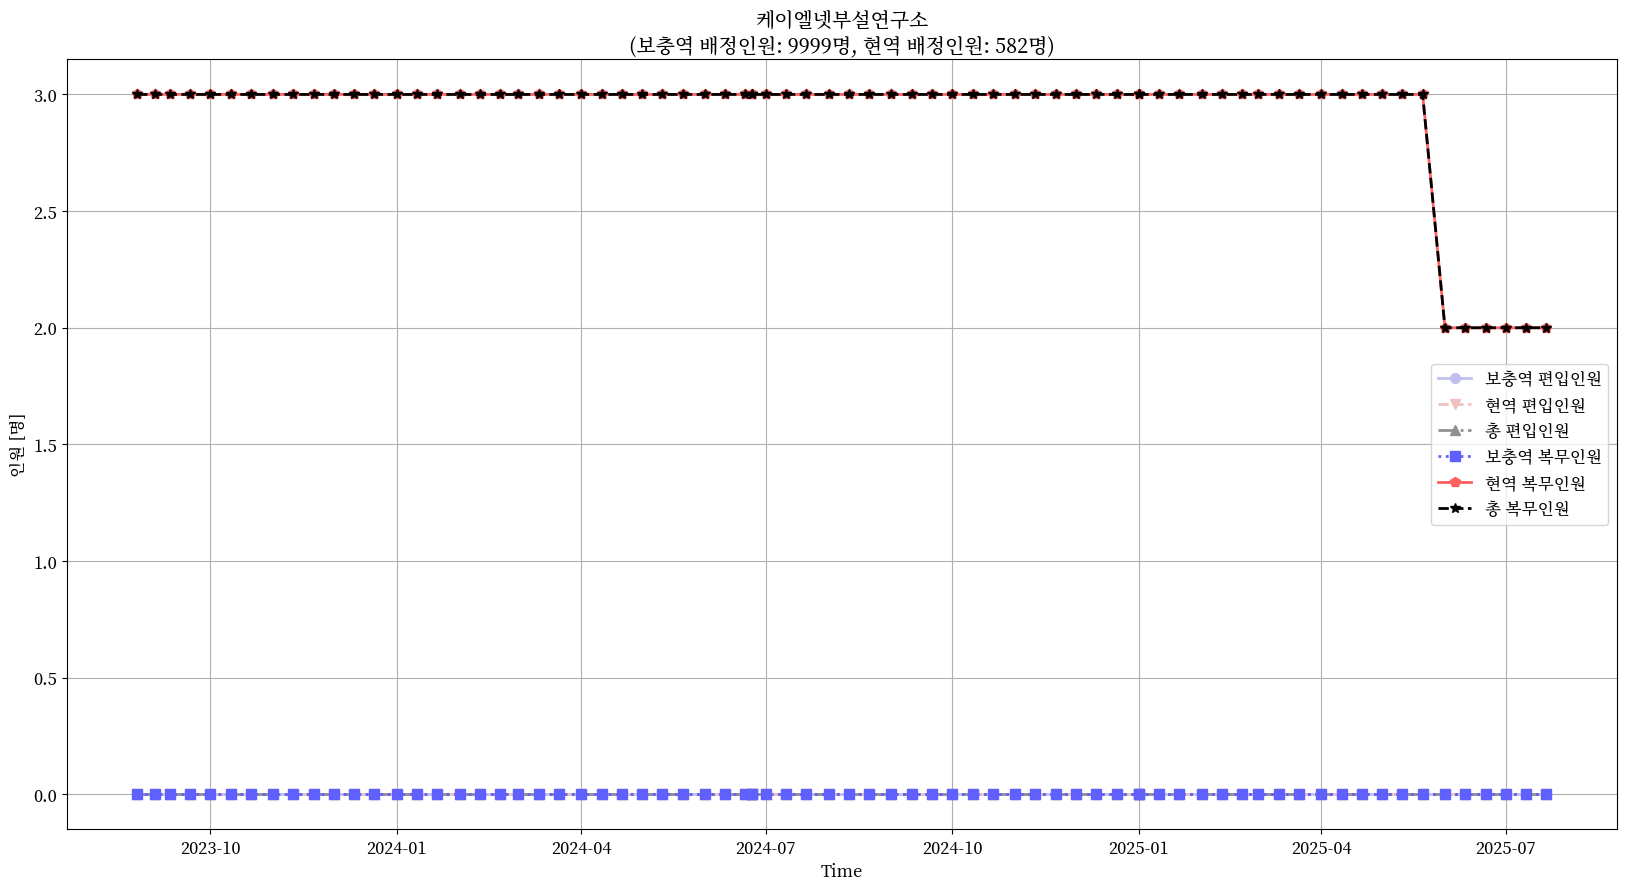 케이엘넷부설연구소
(보충역 배정인원: 9999명, 현역 배정인원: 582명)
3.0
2.5
2.0
1.5
1.0
0.5
0.0
인원 [명]
보충역 편입인원
현역 편입인원
총 편입인원
보충역 복무인원
현역 복무인원
총 복무인원
2023-10
2024-01
2024-04
2024-07
2024-10
2025-01
2025-04
2025-07
Time